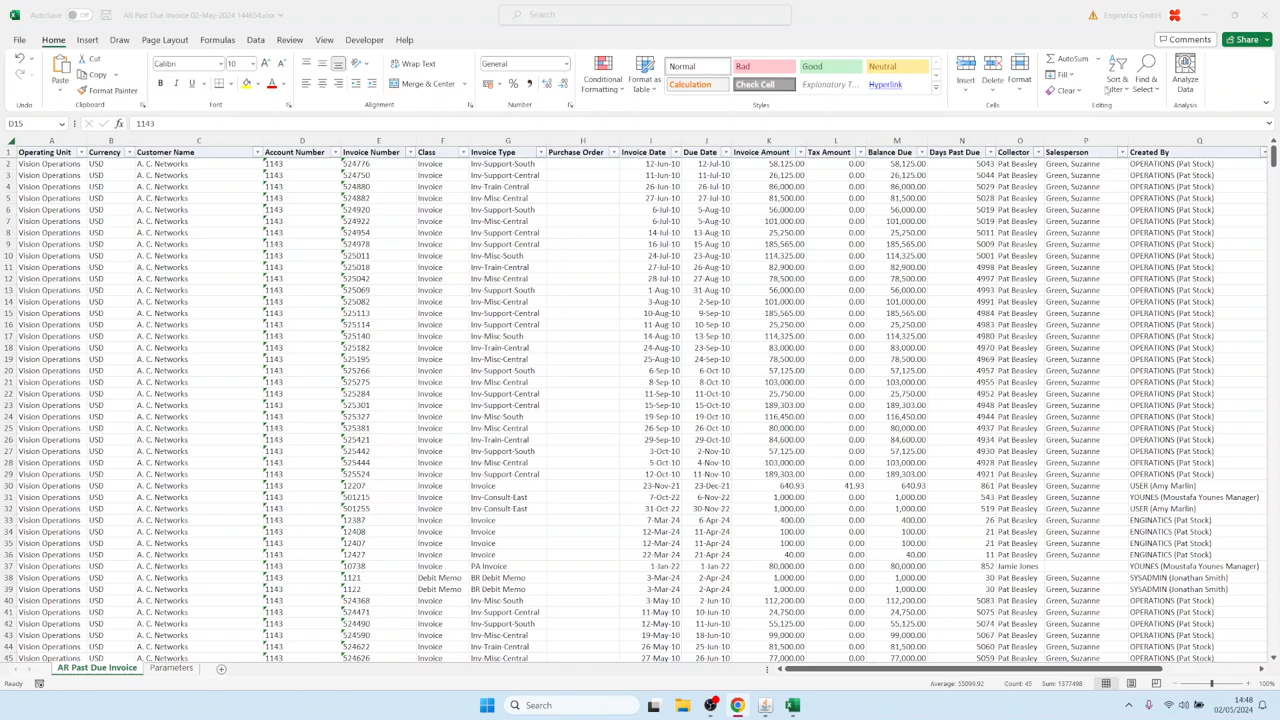 AutoSave Off AR Past Due Invoice 02-May-2024 144654.xlsx Search Enginatics GmbH
File Home Insert Draw Page Layout Formulas Data Review View Developer Help Comments Share
Paste Cut Copy Format Painter Calibri 10 Wrap Text General Conditional Formatting Format as Table Normal Bad Good Neutral Insert Delete Format AutoSum Fill Clear Sort & Filter Find & Select Analyze Data
B I U Merge & Center Calculation Check Cell Explanatory T... Hyperlink
Undo Clipboard Font Alignment Number Styles Cells Editing Analysis
D15 fx 1143
A B C D E F G H I J K L M N O P Q
1 Operating Unit Currency Customer Name Account Number Invoice Number Class Invoice Type Purchase Order Invoice Date Due Date Invoice Amount Tax Amount Balance Due Days Past Due Collector Salesperson Created By
2 Vision Operations USD A. C. Networks 1143 524776 Invoice Inv-Support-South 12-Jun-10 12-Jul-10 58,125.00 0.00 58,125.00 5043 Pat Beasley Green, Suzanne OPERATIONS (Pat Stock)
3 Vision Operations USD A. C. Networks 1143 524756 Invoice Inv-Support-Central 11-Jun-10 11-Jul-10 26,125.00 0.00 26,125.00 5044 Pat Beasley Green, Suzanne OPERATIONS (Pat Stock)
4 Vision Operations USD A. C. Networks 1143 524880 Invoice Inv-Train-Central 26-Jun-10 26-Jul-10 86,000.00 0.00 86,000.00 5029 Pat Beasley Green, Suzanne OPERATIONS (Pat Stock)
5 Vision Operations USD A. C. Networks 1143 524882 Invoice Inv-Misc-Central 27-Jun-10 27-Jul-10 81,500.00 0.00 81,500.00 5028 Pat Beasley Green, Suzanne OPERATIONS (Pat Stock)
6 Vision Operations USD A. C. Networks 1143 524920 Invoice Inv-Support-South 6-Jul-10 5-Aug-10 56,000.00 0.00 56,000.00 5019 Pat Beasley Green, Suzanne OPERATIONS (Pat Stock)
7 Vision Operations USD A. C. Networks 1143 524922 Invoice Inv-Misc-Central 6-Jul-10 5-Aug-10 101,000.00 0.00 101,000.00 5019 Pat Beasley Green, Suzanne OPERATIONS (Pat Stock)
8 Vision Operations USD A. C. Networks 1143 524954 Invoice Inv-Support-Central 14-Jul-10 13-Aug-10 25,250.00 0.00 25,250.00 5011 Pat Beasley Green, Suzanne OPERATIONS (Pat Stock)
9 Vision Operations USD A. C. Networks 1143 524978 Invoice Inv-Support-Central 16-Jul-10 15-Aug-10 185,565.00 0.00 185,565.00 5009 Pat Beasley Green, Suzanne OPERATIONS (Pat Stock)
10 Vision Operations USD A. C. Networks 1143 525011 Invoice Inv-Misc-South 24-Jul-10 23-Aug-10 114,325.00 0.00 114,325.00 5001 Pat Beasley Green, Suzanne OPERATIONS (Pat Stock)
11 Vision Operations USD A. C. Networks 1143 525018 Invoice Inv-Train-Central 27-Jul-10 26-Aug-10 82,900.00 0.00 82,900.00 4998 Pat Beasley Green, Suzanne OPERATIONS (Pat Stock)
12 Vision Operations USD A. C. Networks 1143 525042 Invoice Inv-Misc-Central 28-Jul-10 27-Aug-10 78,500.00 0.00 78,500.00 4997 Pat Beasley Green, Suzanne OPERATIONS (Pat Stock)
13 Vision Operations USD A. C. Networks 1143 525069 Invoice Inv-Support-South 1-Aug-10 31-Aug-10 56,000.00 0.00 56,000.00 4993 Pat Beasley Green, Suzanne OPERATIONS (Pat Stock)
14 Vision Operations USD A. C. Networks 1143 525082 Invoice Inv-Misc-Central 3-Aug-10 2-Sep-10 101,000.00 0.00 101,000.00 4991 Pat Beasley Green, Suzanne OPERATIONS (Pat Stock)
15 Vision Operations USD A. C. Networks 1143 525113 Invoice Inv-Support-Central 10-Aug-10 9-Sep-10 185,565.00 0.00 185,565.00 4984 Pat Beasley Green, Suzanne OPERATIONS (Pat Stock)
16 Vision Operations USD A. C. Networks 1143 525114 Invoice Inv-Support-Central 11-Aug-10 10-Sep-10 25,250.00 0.00 25,250.00 4983 Pat Beasley Green, Suzanne OPERATIONS (Pat Stock)
17 Vision Operations USD A. C. Networks 1143 525140 Invoice Inv-Misc-South 14-Aug-10 13-Sep-10 114,325.00 0.00 114,325.00 4980 Pat Beasley Green, Suzanne OPERATIONS (Pat Stock)
18 Vision Operations USD A. C. Networks 1143 525182 Invoice Inv-Train-Central 24-Aug-10 23-Sep-10 83,000.00 0.00 83,000.00 4970 Pat Beasley Green, Suzanne OPERATIONS (Pat Stock)
19 Vision Operations USD A. C. Networks 1143 525195 Invoice Inv-Misc-Central 25-Aug-10 24-Sep-10 78,500.00 0.00 78,500.00 4969 Pat Beasley Green, Suzanne OPERATIONS (Pat Stock)
20 Vision Operations USD A. C. Networks 1143 525266 Invoice Inv-Support-South 6-Sep-10 6-Oct-10 57,125.00 0.00 57,125.00 4957 Pat Beasley Green, Suzanne OPERATIONS (Pat Stock)
21 Vision Operations USD A. C. Networks 1143 525275 Invoice Inv-Misc-Central 8-Sep-10 8-Oct-10 103,000.00 0.00 103,000.00 4955 Pat Beasley Green, Suzanne OPERATIONS (Pat Stock)
22 Vision Operations USD A. C. Networks 1143 525284 Invoice Inv-Support-Central 11-Sep-10 11-Oct-10 25,750.00 0.00 25,750.00 4952 Pat Beasley Green, Suzanne OPERATIONS (Pat Stock)
23 Vision Operations USD A. C. Networks 1143 525301 Invoice Inv-Support-Central 15-Sep-10 15-Oct-10 189,303.00 0.00 189,303.00 4948 Pat Beasley Green, Suzanne OPERATIONS (Pat Stock)
24 Vision Operations USD A. C. Networks 1143 525327 Invoice Inv-Misc-South 19-Sep-10 19-Oct-10 116,450.00 0.00 116,450.00 4944 Pat Beasley Green, Suzanne OPERATIONS (Pat Stock)
25 Vision Operations USD A. C. Networks 1143 525381 Invoice Inv-Misc-Central 28-Sep-10 28-Oct-10 80,000.00 0.00 80,000.00 4937 Pat Beasley Green, Suzanne OPERATIONS (Pat Stock)
26 Vision Operations USD A. C. Networks 1143 525421 Invoice Inv-Train-Central 29-Sep-10 29-Oct-10 84,600.00 0.00 84,600.00 4934 Pat Beasley Green, Suzanne OPERATIONS (Pat Stock)
27 Vision Operations USD A. C. Networks 1143 525442 Invoice Inv-Support-South 3-Oct-10 2-Nov-10 57,125.00 0.00 57,125.00 4930 Pat Beasley Green, Suzanne OPERATIONS (Pat Stock)
28 Vision Operations USD A. C. Networks 1143 525444 Invoice Inv-Misc-Central 5-Oct-10 4-Nov-10 103,000.00 0.00 103,000.00 4928 Pat Beasley Green, Suzanne OPERATIONS (Pat Stock)
29 Vision Operations USD A. C. Networks 1143 525524 Invoice Inv-Support-Central 12-Oct-10 11-Nov-10 189,303.00 0.00 189,303.00 4921 Pat Beasley Green, Suzanne OPERATIONS (Pat Stock)
30 Vision Operations USD A. C. Networks 1143 12207 Invoice Invoice 23-Nov-21 23-Dec-21 640.93 41.93 640.93 861 Pat Beasley Green, Suzanne USER (Amy Marlin)
31 Vision Operations USD A. C. Networks 1143 501215 Invoice Inv-Consult-East 7-Oct-22 6-Nov-22 1,000.00 0.00 1,000.00 543 Pat Beasley Green, Suzanne YOUNES (Moustafa Younes Manager)
32 Vision Operations USD A. C. Networks 1143 501255 Invoice Inv-Consult-East 31-Oct-22 30-Nov-22 1,000.00 0.00 1,000.00 519 Pat Beasley Green, Suzanne USER (Amy Marlin)
33 Vision Operations USD A. C. Networks 1143 12387 Invoice Invoice 7-Mar-24 6-Apr-24 400.00 0.00 400.00 26 Pat Beasley Green, Suzanne ENGINATICS (Pat Stock)
34 Vision Operations USD A. C. Networks 1143 12408 Invoice Invoice 12-Mar-24 11-Apr-24 100.00 0.00 100.00 21 Pat Beasley Green, Suzanne ENGINATICS (Pat Stock)
35 Vision Operations USD A. C. Networks 1143 12407 Invoice Invoice 12-Mar-24 11-Apr-24 100.00 0.00 100.00 21 Pat Beasley Green, Suzanne ENGINATICS (Pat Stock)
36 Vision Operations USD A. C. Networks 1143 12427 Invoice Invoice 22-Mar-24 21-Apr-24 40.00 0.00 40.00 11 Pat Beasley Green, Suzanne ENGINATICS (Pat Stock)
37 Vision Operations USD A. C. Networks 1143 10738 Invoice PA Invoice 1-Jan-22 1-Jan-22 80,000.00 0.00 80,000.00 852 Jamie Jones YOUNES (Moustafa Younes Manager)
38 Vision Operations USD A. C. Networks 1143 1121 Debit Memo BR Debit Memo 3-Mar-24 2-Apr-24 1,000.00 0.00 1,000.00 30 Pat Beasley Green, Suzanne SYSADMIN (Jonathan Smith)
39 Vision Operations USD A. C. Networks 1143 1122 Debit Memo BR Debit Memo 3-Mar-24 2-Apr-24 1,000.00 0.00 1,000.00 30 Pat Beasley Green, Suzanne SYSADMIN (Jonathan Smith)
40 Vision Operations USD A. C. Networks 1143 524368 Invoice Inv-Misc-South 3-May-10 2-Jun-10 112,200.00 0.00 112,200.00 5083 Pat Beasley Green, Suzanne OPERATIONS (Pat Stock)
41 Vision Operations USD A. C. Networks 1143 524471 Invoice Inv-Support-Central 11-May-10 10-Jun-10 24,750.00 0.00 24,750.00 5075 Pat Beasley Green, Suzanne OPERATIONS (Pat Stock)
42 Vision Operations USD A. C. Networks 1143 524490 Invoice Inv-Support-South 12-May-10 11-Jun-10 55,125.00 0.00 55,125.00 5074 Pat Beasley Green, Suzanne OPERATIONS (Pat Stock)
43 Vision Operations USD A. C. Networks 1143 524590 Invoice Inv-Misc-Central 19-May-10 18-Jun-10 99,000.00 0.00 99,000.00 5067 Pat Beasley Green, Suzanne OPERATIONS (Pat Stock)
44 Vision Operations USD A. C. Networks 1143 524622 Invoice Inv-Train-Central 26-May-10 25-Jun-10 81,400.00 0.00 81,400.00 5060 Pat Beasley Green, Suzanne OPERATIONS (Pat Stock)
45 Vision Operations USD A. C. Networks 1143 524626 Invoice Inv-Misc-Central 27-May-10 26-Jun-10 77,000.00 0.00 77,000.00 5059 Pat Beasley Green, Suzanne OPERATIONS (Pat Stock)
AR Past Due Invoice Parameters
Ready Average: 55099.92 Count: 45 Sum: 1377498 100%
Search 14:48
02/05/2024